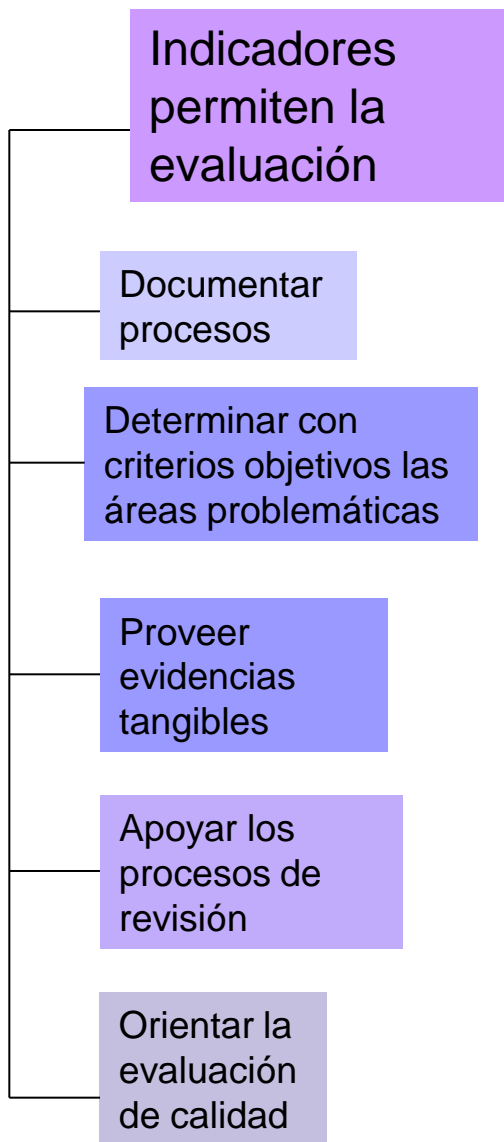 Indicadores
permiten la
evaluación
Documentar
procesos
Determinar con
criterios objetivos las
áreas problemáticas
Proveer
evidencias
tangibles
Apoyar los
procesos de
revisión
Orientar la
evaluación
de calidad